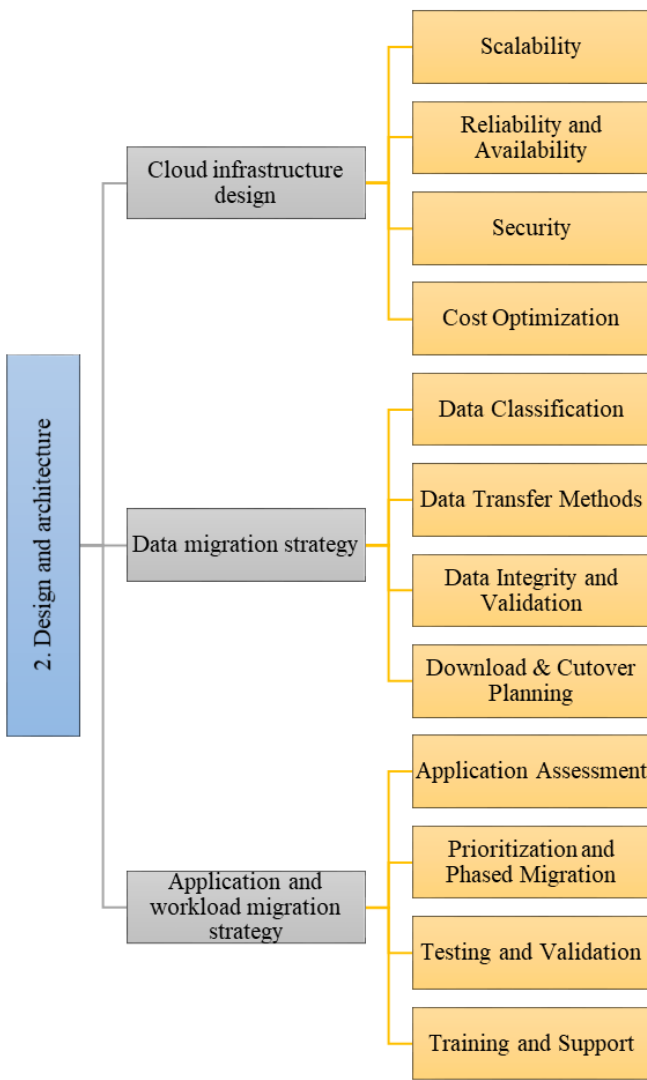 2. Design and architecture
Cloud infrastructure
design
Scalability
Reliability and
Availability
Security
Cost Optimization
Data migration strategy
Data Classification
Data Transfer Methods
Data Integrity and
Validation
Download & Cutover
Planning
Application and
workload migration
strategy
Application Assessment
Prioritization and
Phased Migration
Testing and Validation
Training and Support